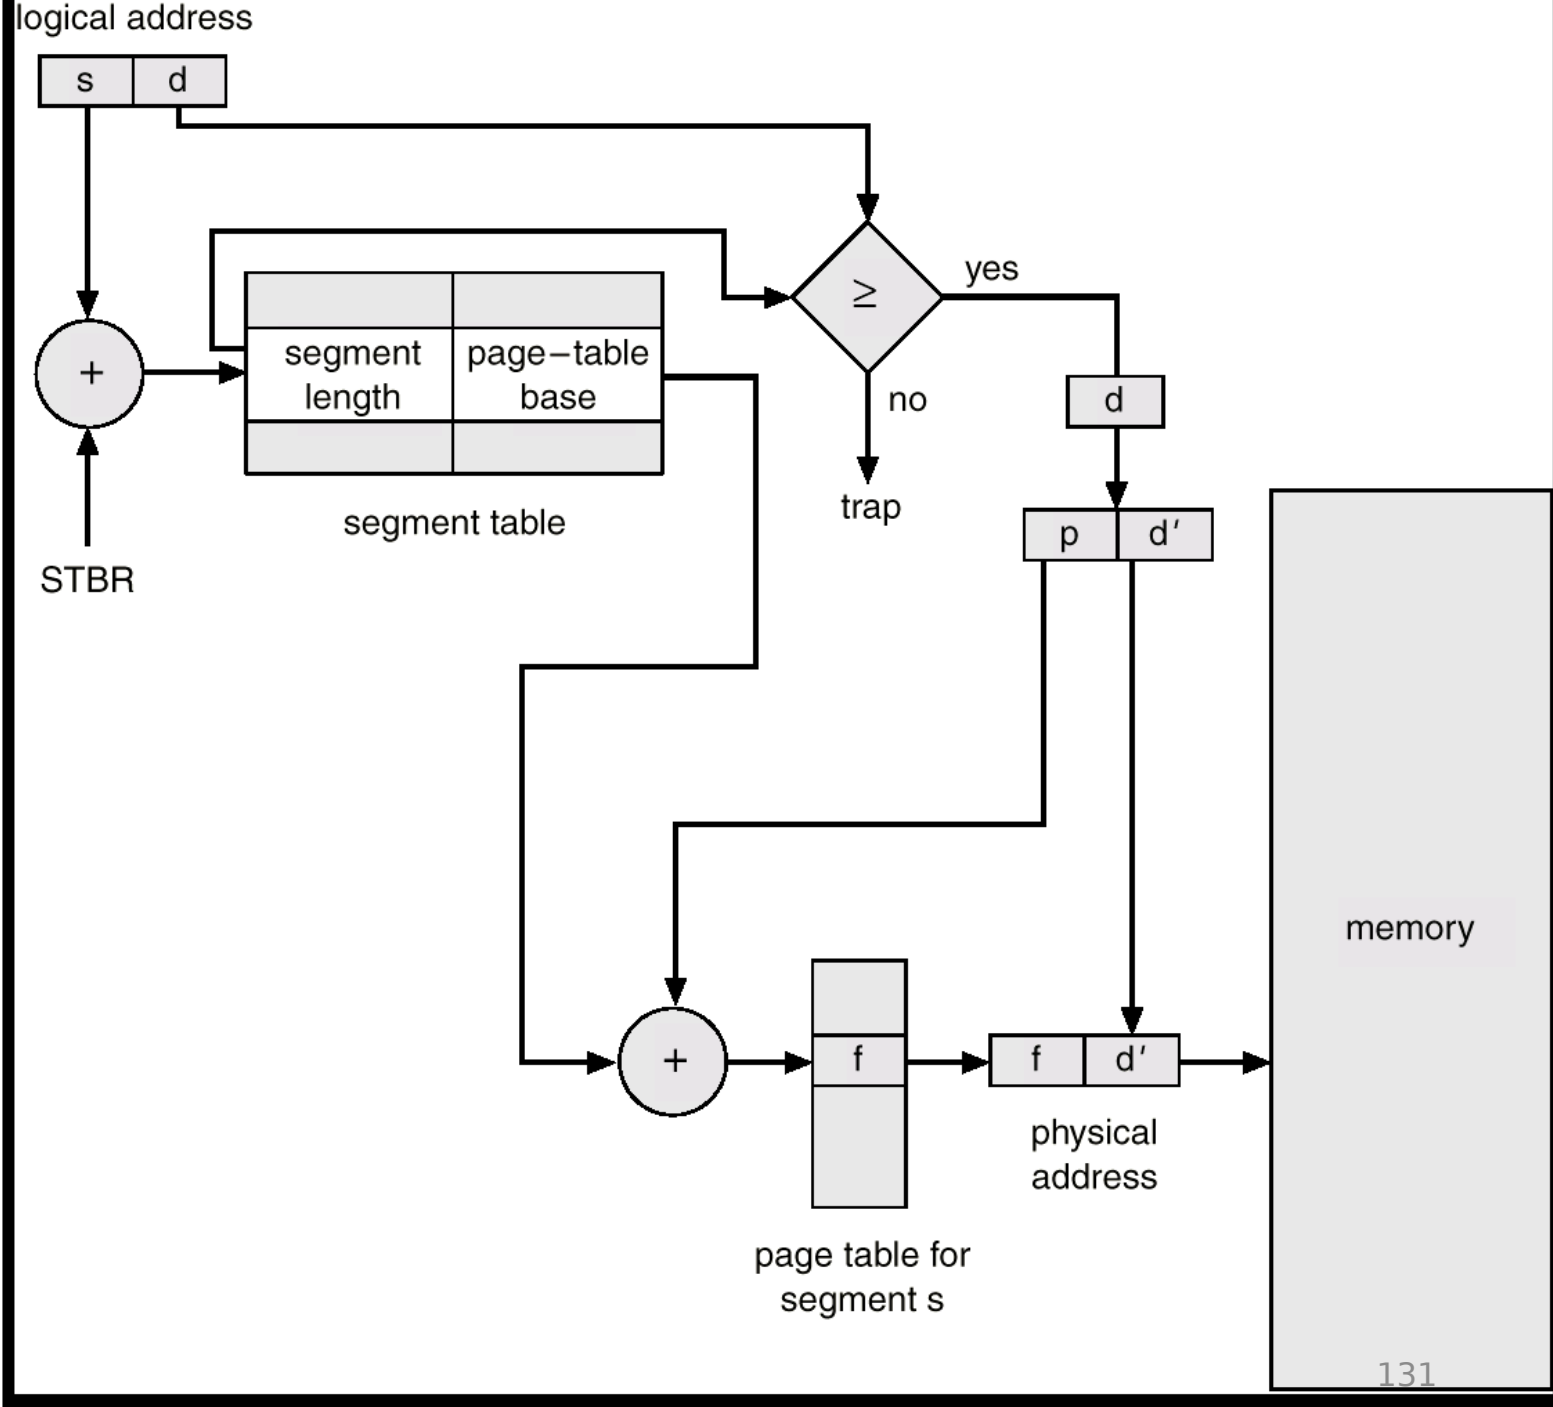 logical address
s d
≥
yes
+
segment length
page–table base
no
d
trap
segment table
p d′
STBR
memory
+
f
f d′
physical
address
page table for
segment s
131